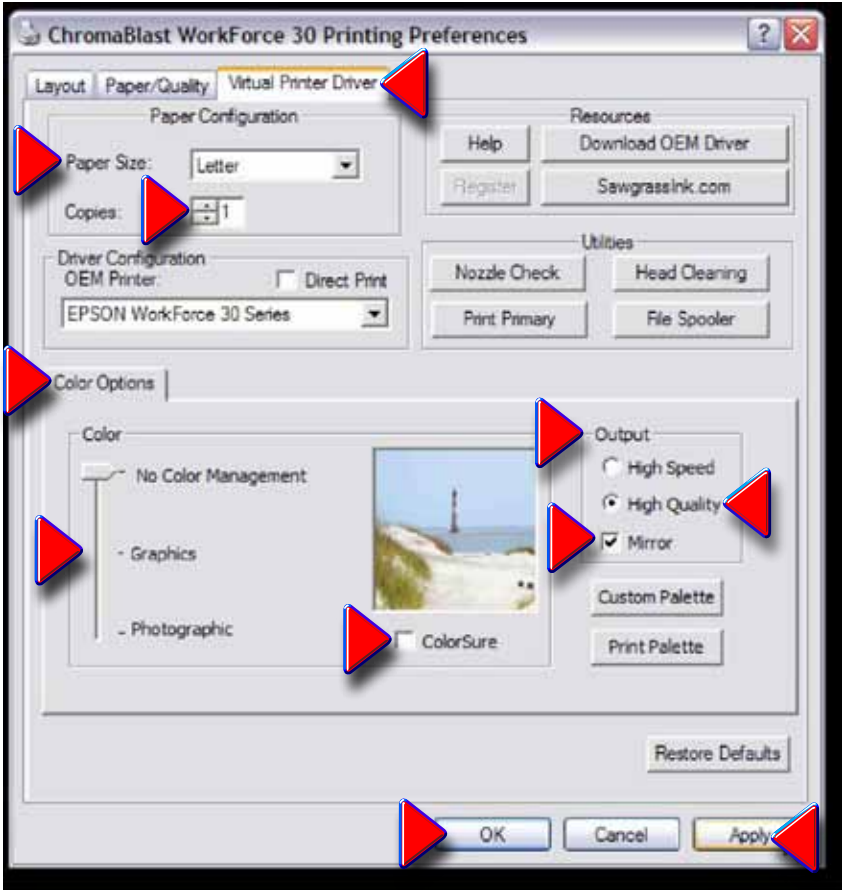 ChromaBlast WorkForce 30 Printing Preferences
?
Layout Paper/Quality Virtual Printer Driver
Paper Configuration
Paper Size: Letter
Copies: 1
Resources
Help Download OEM Driver
Register SawgrassInk.com
Driver Configuration
OEM Printer: Direct Print
EPSON WorkForce 30 Series
Utilities
Nozzle Check Head Cleaning
Print Primary File Spooler
Color Options
Color
No Color Management
Graphics
Photographic
ColorSure
Output
High Speed
High Quality
Mirror
Custom Palette
Print Palette
Restore Defaults
OK Cancel Apply